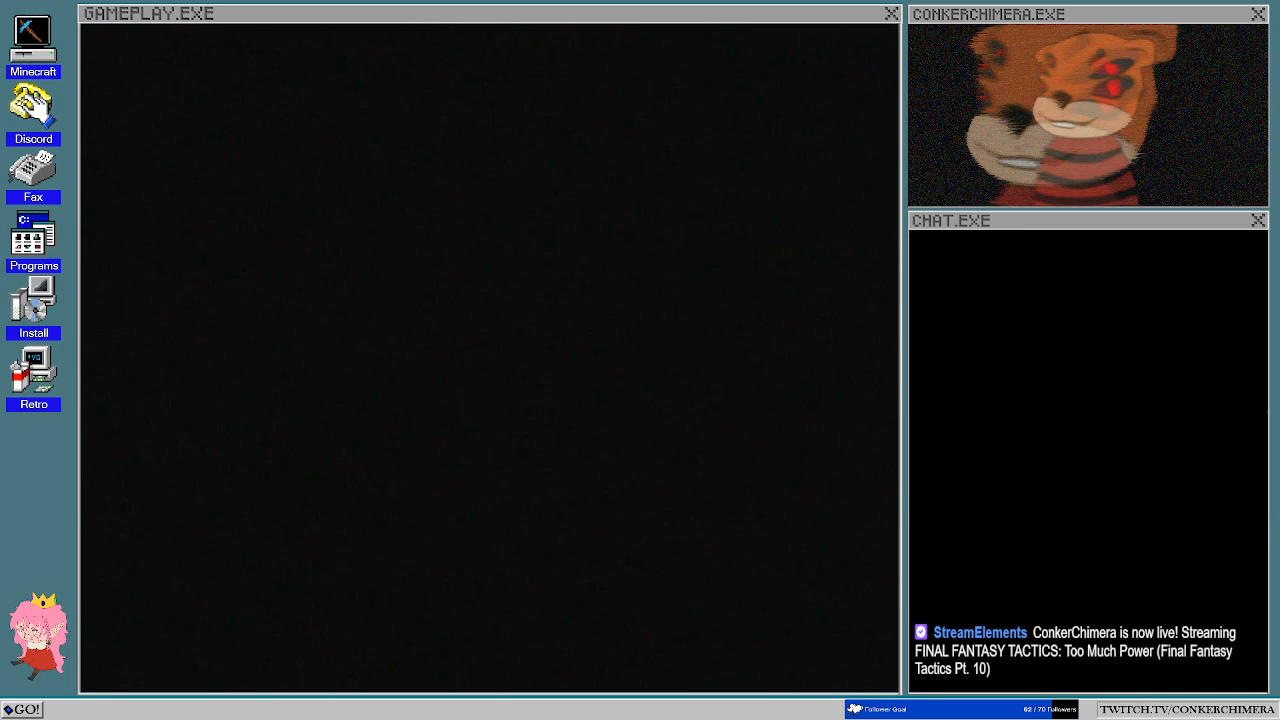 GAMEPLAY.EXE
CONKERCHIMERA.EXE
Minecraft
Discord
Fax
C:\
Programs
Install
Retro
CHAT.EXE
StreamElements ConkerChimera is now live! Streaming
FINAL FANTASY TACTICS: Too Much Power (Final Fantasy
Tactics Pt. 10)
GO!
Follower Goal
62 / 70 Followers
TWITCH.TV/CONKERCHIMERA